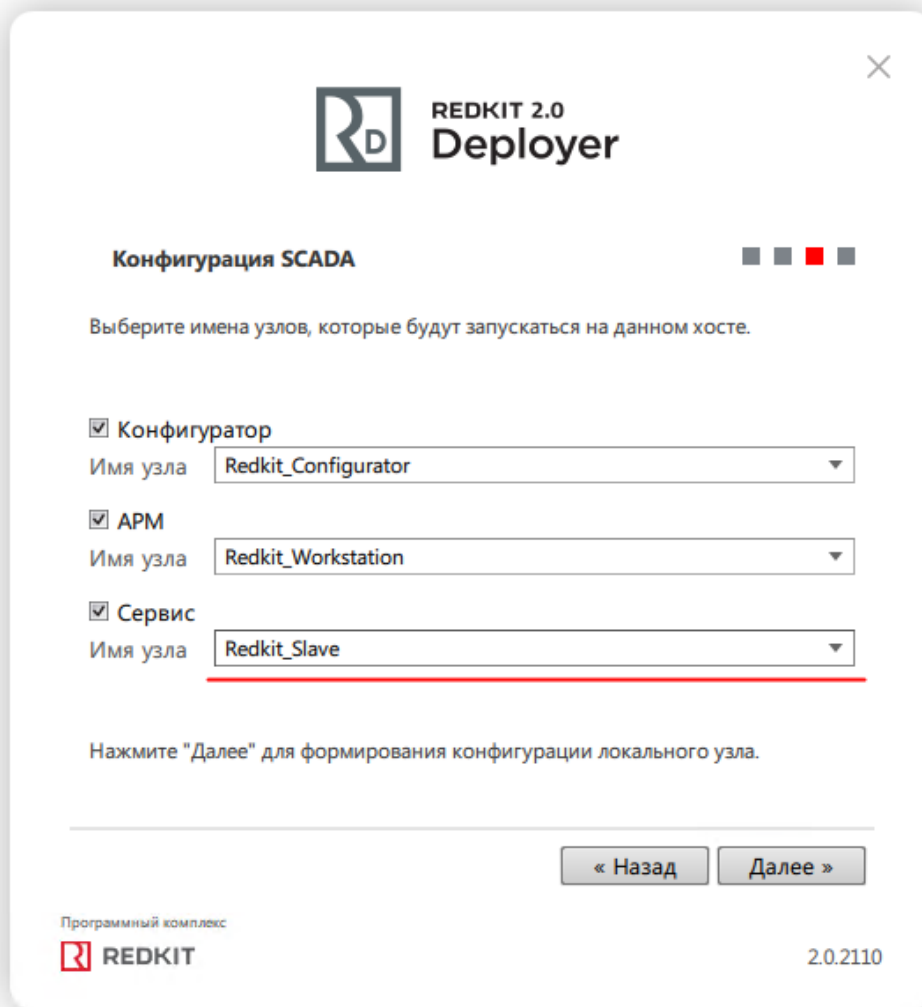 REDKIT 2.0
Deployer
Конфигурация SCADA
Выберите имена узлов, которые будут запускаться на данном хосте.
Конфигуратор
Имя узла Redkit_Configurator
АРМ
Имя узла Redkit_Workstation
Сервис
Имя узла Redkit_Slave
Нажмите "Далее" для формирования конфигурации локального узла.
« Назад Далее »
Программный комплекс
REDKIT 2.0.2110